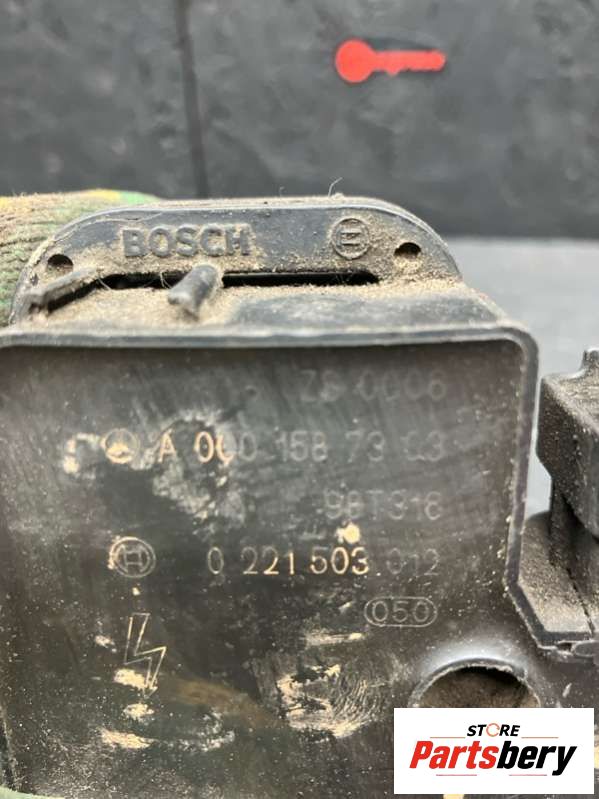 BOSCH
ZS 0006
A 000 158 73 03
98T318
0 221 503 012
050
STORE
Partsbery